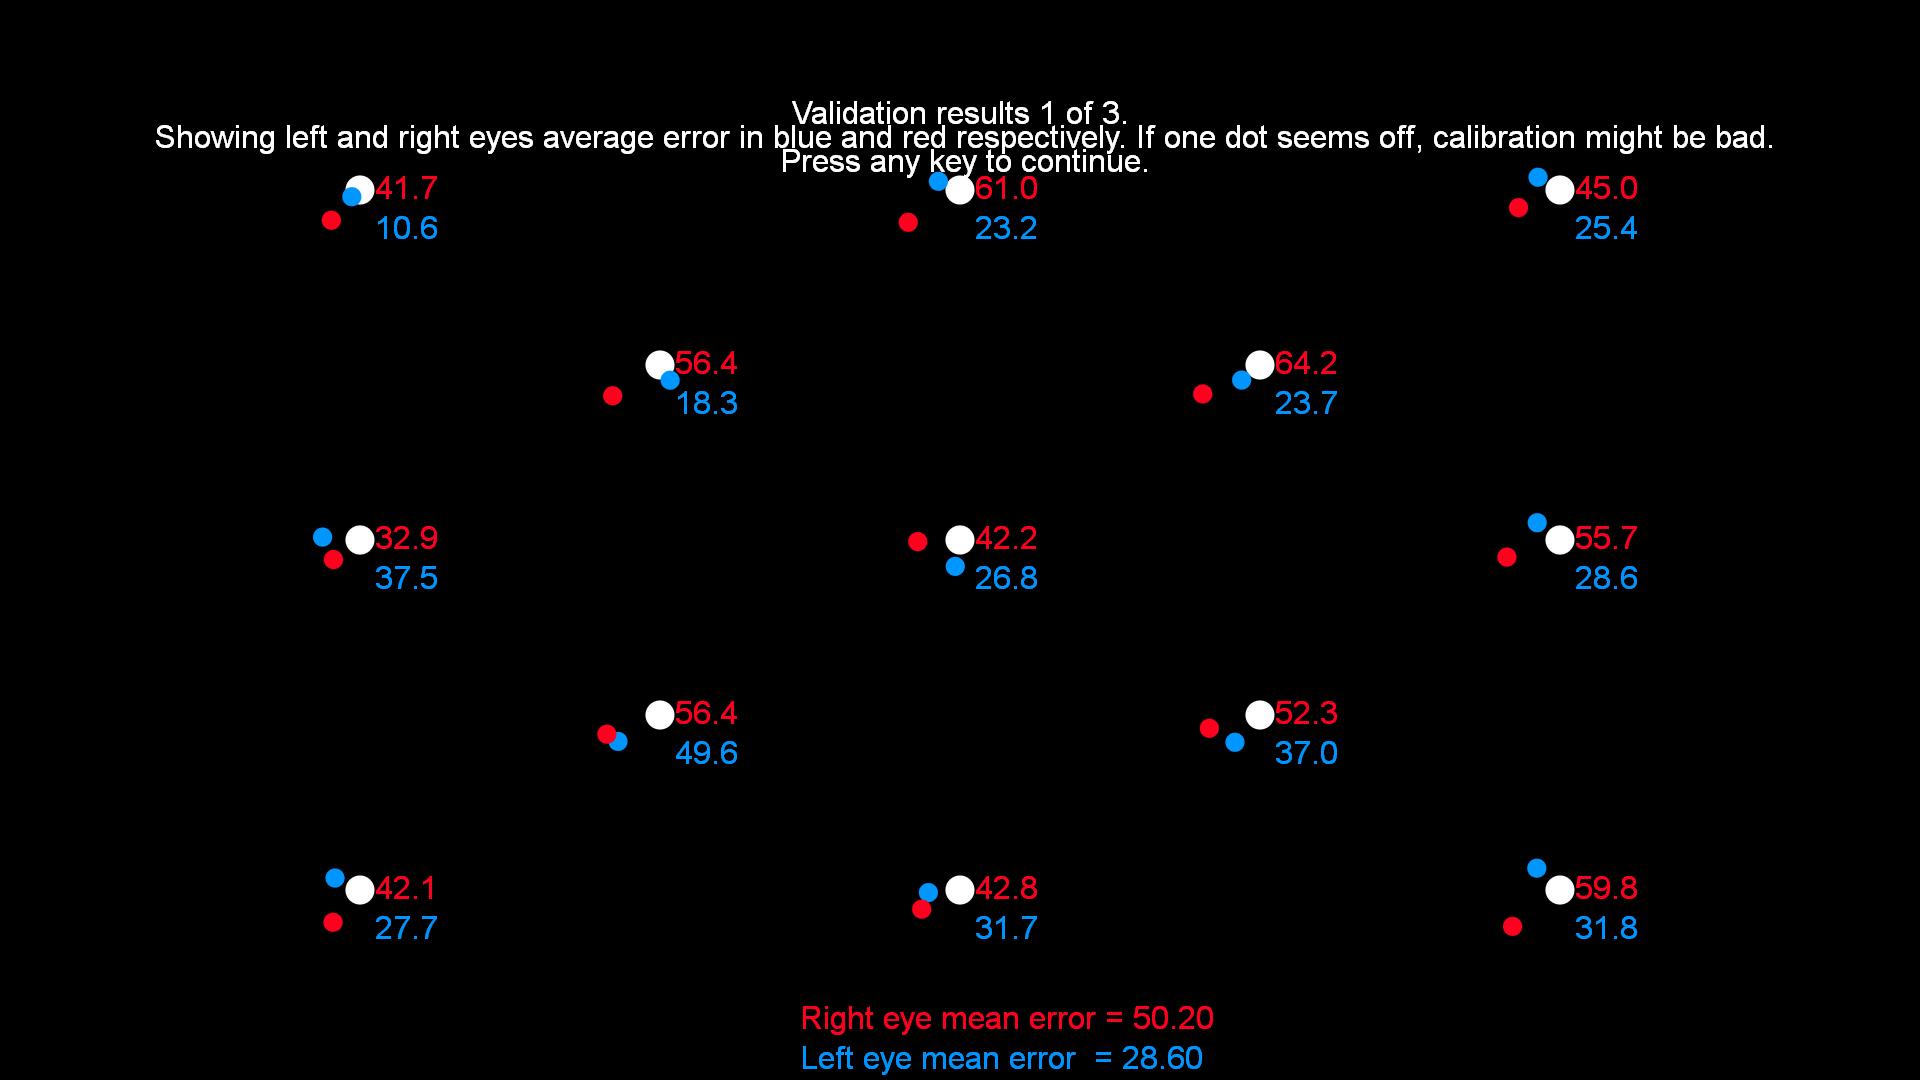 Validation results 1 of 3.
Showing left and right eyes average error in blue and red respectively. If one dot seems off, calibration might be bad.
Press any key to continue.
41.7 61.0 45.0
10.6 23.2 25.4
56.4 64.2
18.3 23.7
32.9 42.2 55.7
37.5 26.8 28.6
56.4 52.3
49.6 37.0
42.1 42.8 59.8
27.7 31.7 31.8
Right eye mean error = 50.20
Left eye mean error  = 28.60